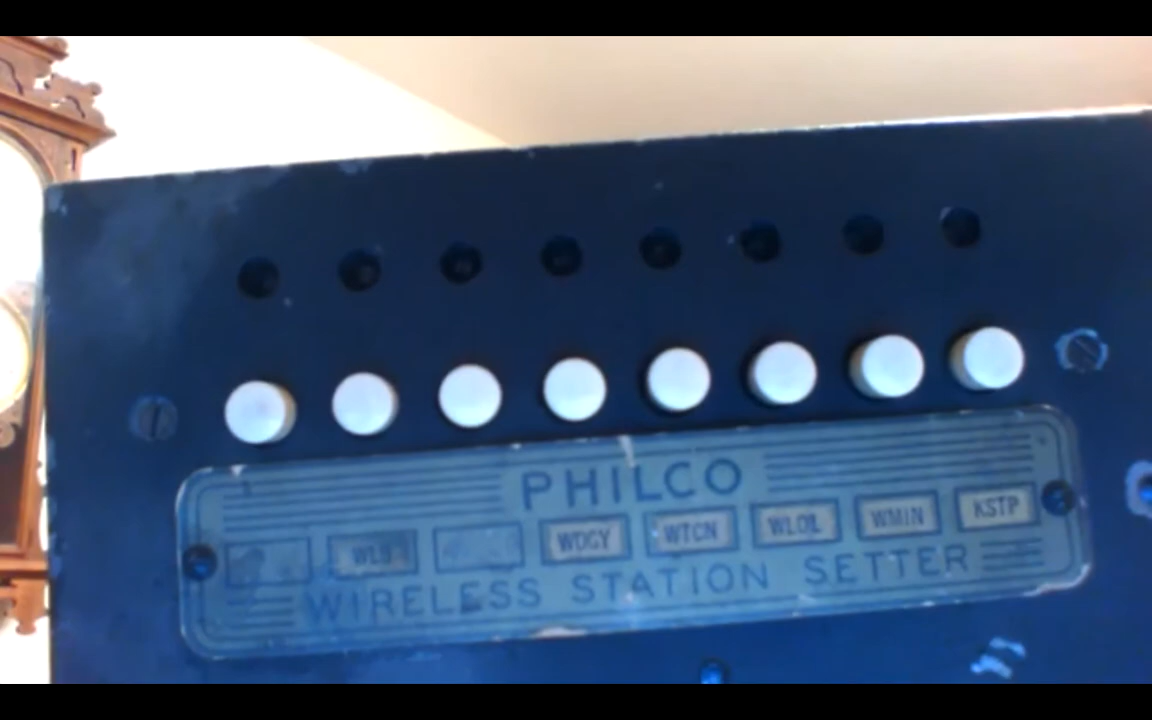 PHILCO
WDGY WTCN WLOL WMIN KSTP
WIRELESS STATION SETTER